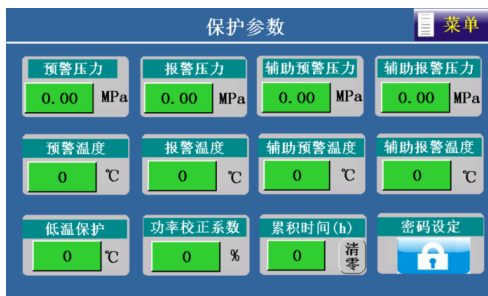 保护参数
菜单
预警压力 报警压力 辅助预警压力 辅助报警压力
0.00 MPa 0.00 MPa 0.00 MPa 0.00 MPa
预警温度 报警温度 辅助预警温度 辅助报警温度
0 ℃ 0 ℃ 0 ℃ 0 ℃
低温保护 功率校正系数 累积时间(h) 密码设定
0 ℃ 0 % 0 清零